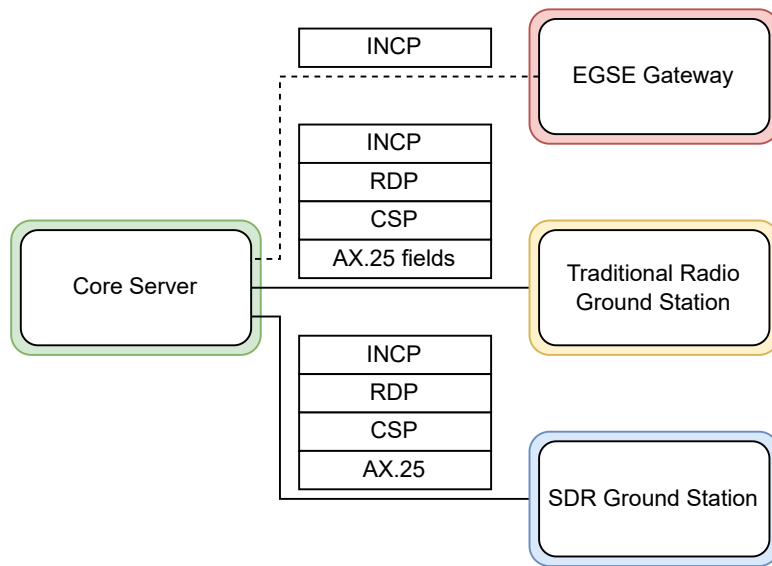 INCP
EGSE Gateway
INCP
RDP
CSP
AX.25 fields
Core Server
Traditional Radio
Ground Station
INCP
RDP
CSP
AX.25
SDR Ground Station